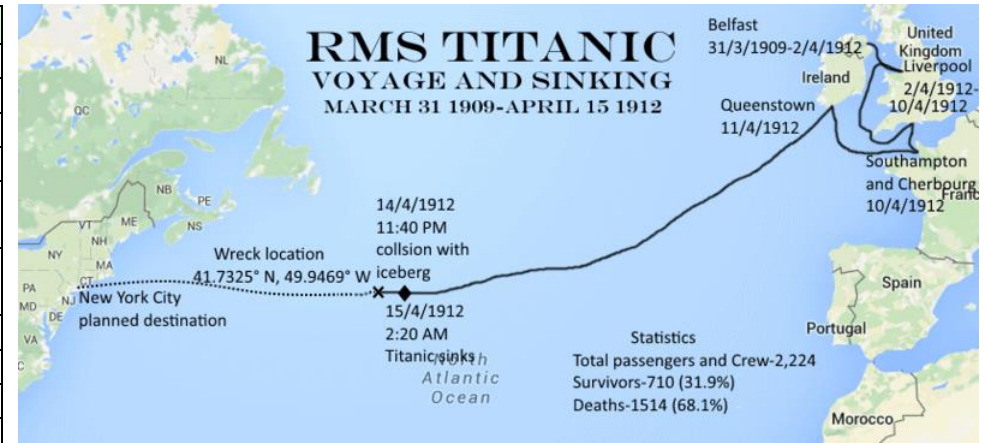 RMS TITANIC
VOYAGE AND SINKING
MARCH 31 1909-APRIL 15 1912
Belfast
31/3/1909-2/4/1912
United
Kingdom
Liverpool
2/4/1912-
10/4/1912
Ireland
Queenstown
11/4/1912
Southampton
and Cherbourg
10/4/1912
Franc
NL
QC
NB
PE
NS
ME
VT
NH
NY
MA
CT
PA
NJ
MD
DE
VA
C
14/4/1912
11:40 PM
collsion with
iceberg
Wreck location
41.7325° N, 49.9469° W
New York City
planned destination
15/4/1912
2:20 AM
Titanic sinks
North
Atlantic
Ocean
Statistics
Total passengers and Crew-2,224
Survivors-710 (31.9%)
Deaths-1514 (68.1%)
Spain
Portugal
Morocco